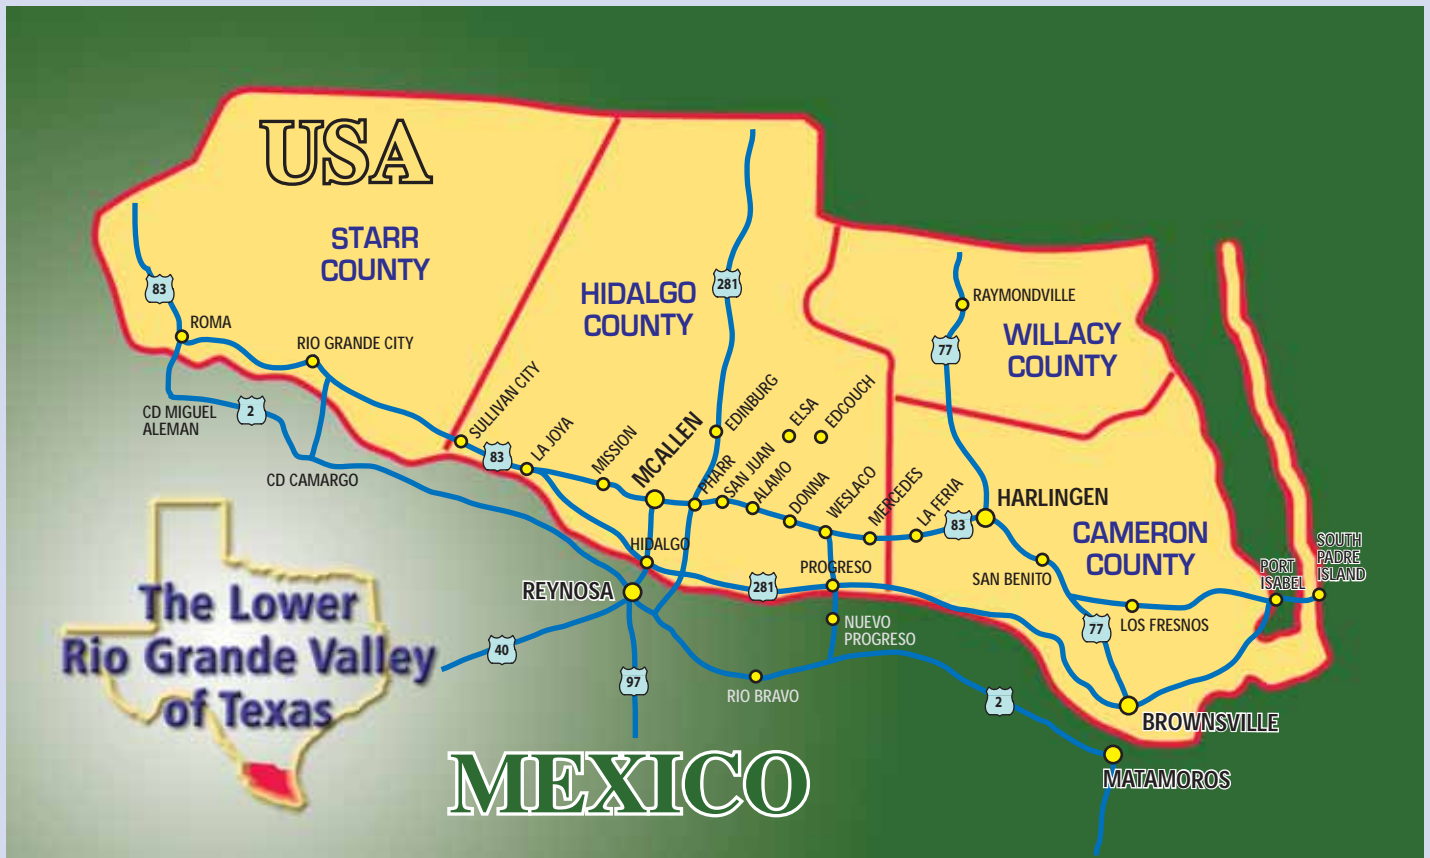 USA
STARR
COUNTY
HIDALGO
COUNTY
WILLACY
COUNTY
CAMERON
COUNTY
83
ROMA
RIO GRANDE CITY
CD MIGUEL
ALEMAN
2
CD CAMARGO
SULLIVAN CITY
83
LA JOYA
MISSION
MCALLEN
281
EDINBURG
PHARR
SAN JUAN
ALAMO
ELSA
EDCOUCH
DONNA
WESLACO
MERCEDES
LA FERIA
83
RAYMONDVILLE
77
HARLINGEN
SAN BENITO
HIDALGO
REYNOSA
281
PROGRESO
NUEVO
PROGRESO
RIO BRAVO
40
97
2
77
LOS FRESNOS
PORT
ISABEL
SOUTH
PADRE
ISLAND
BROWNSVILLE
MATAMOROS
The Lower
Rio Grande Valley
of Texas
MEXICO